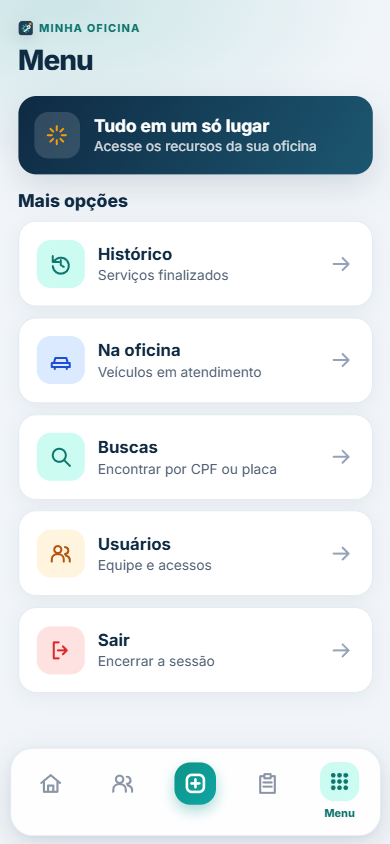 MINHA OFICINA
Menu
Tudo em um só lugar
Acesse os recursos da sua oficina
Mais opções
Histórico
Serviços finalizados
Na oficina
Veículos em atendimento
Buscas
Encontrar por CPF ou placa
Usuários
Equipe e acessos
Sair
Encerrar a sessão
Menu